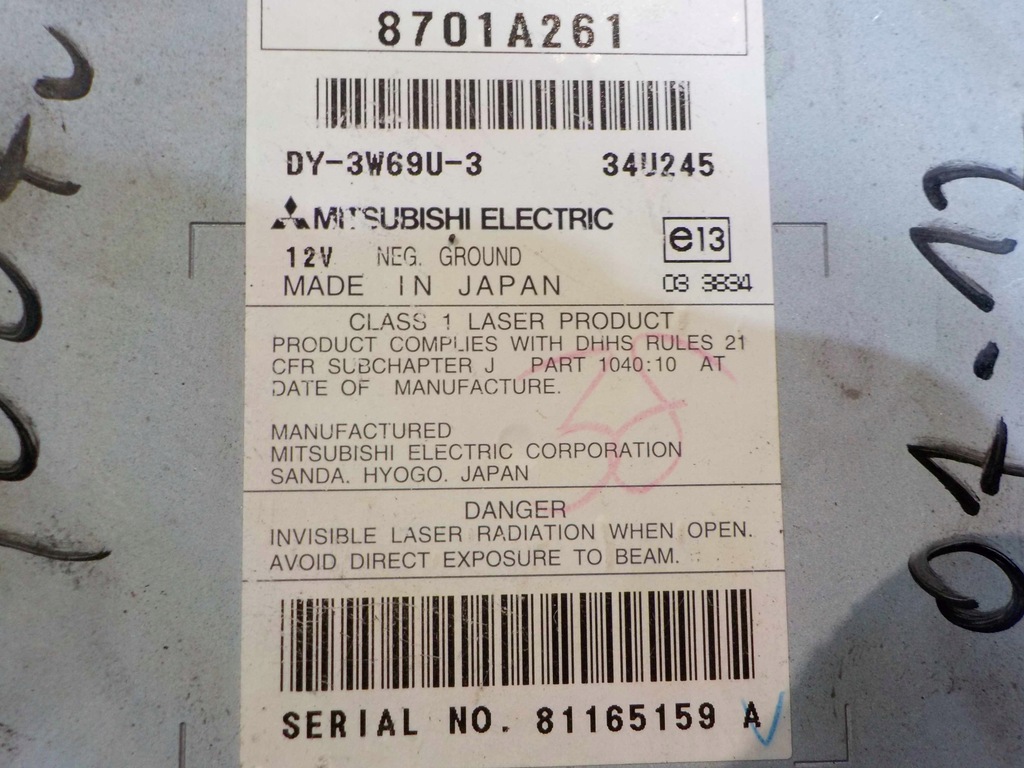 8701A261
DY-3W69U-3 34U245
MITSUBISHI ELECTRIC
e13
12V NEG. GROUND
MADE IN JAPAN 03 3834
CLASS 1 LASER PRODUCT
PRODUCT COMPLIES WITH DHHS RULES 21
CFR SUBCHAPTER J PART 1040:10 AT
DATE OF MANUFACTURE.
MANUFACTURED
MITSUBISHI ELECTRIC CORPORATION
SANDA. HYOGO. JAPAN
DANGER
INVISIBLE LASER RADIATION WHEN OPEN.
AVOID DIRECT EXPOSURE TO BEAM.
SERIAL NO. 81165159 A